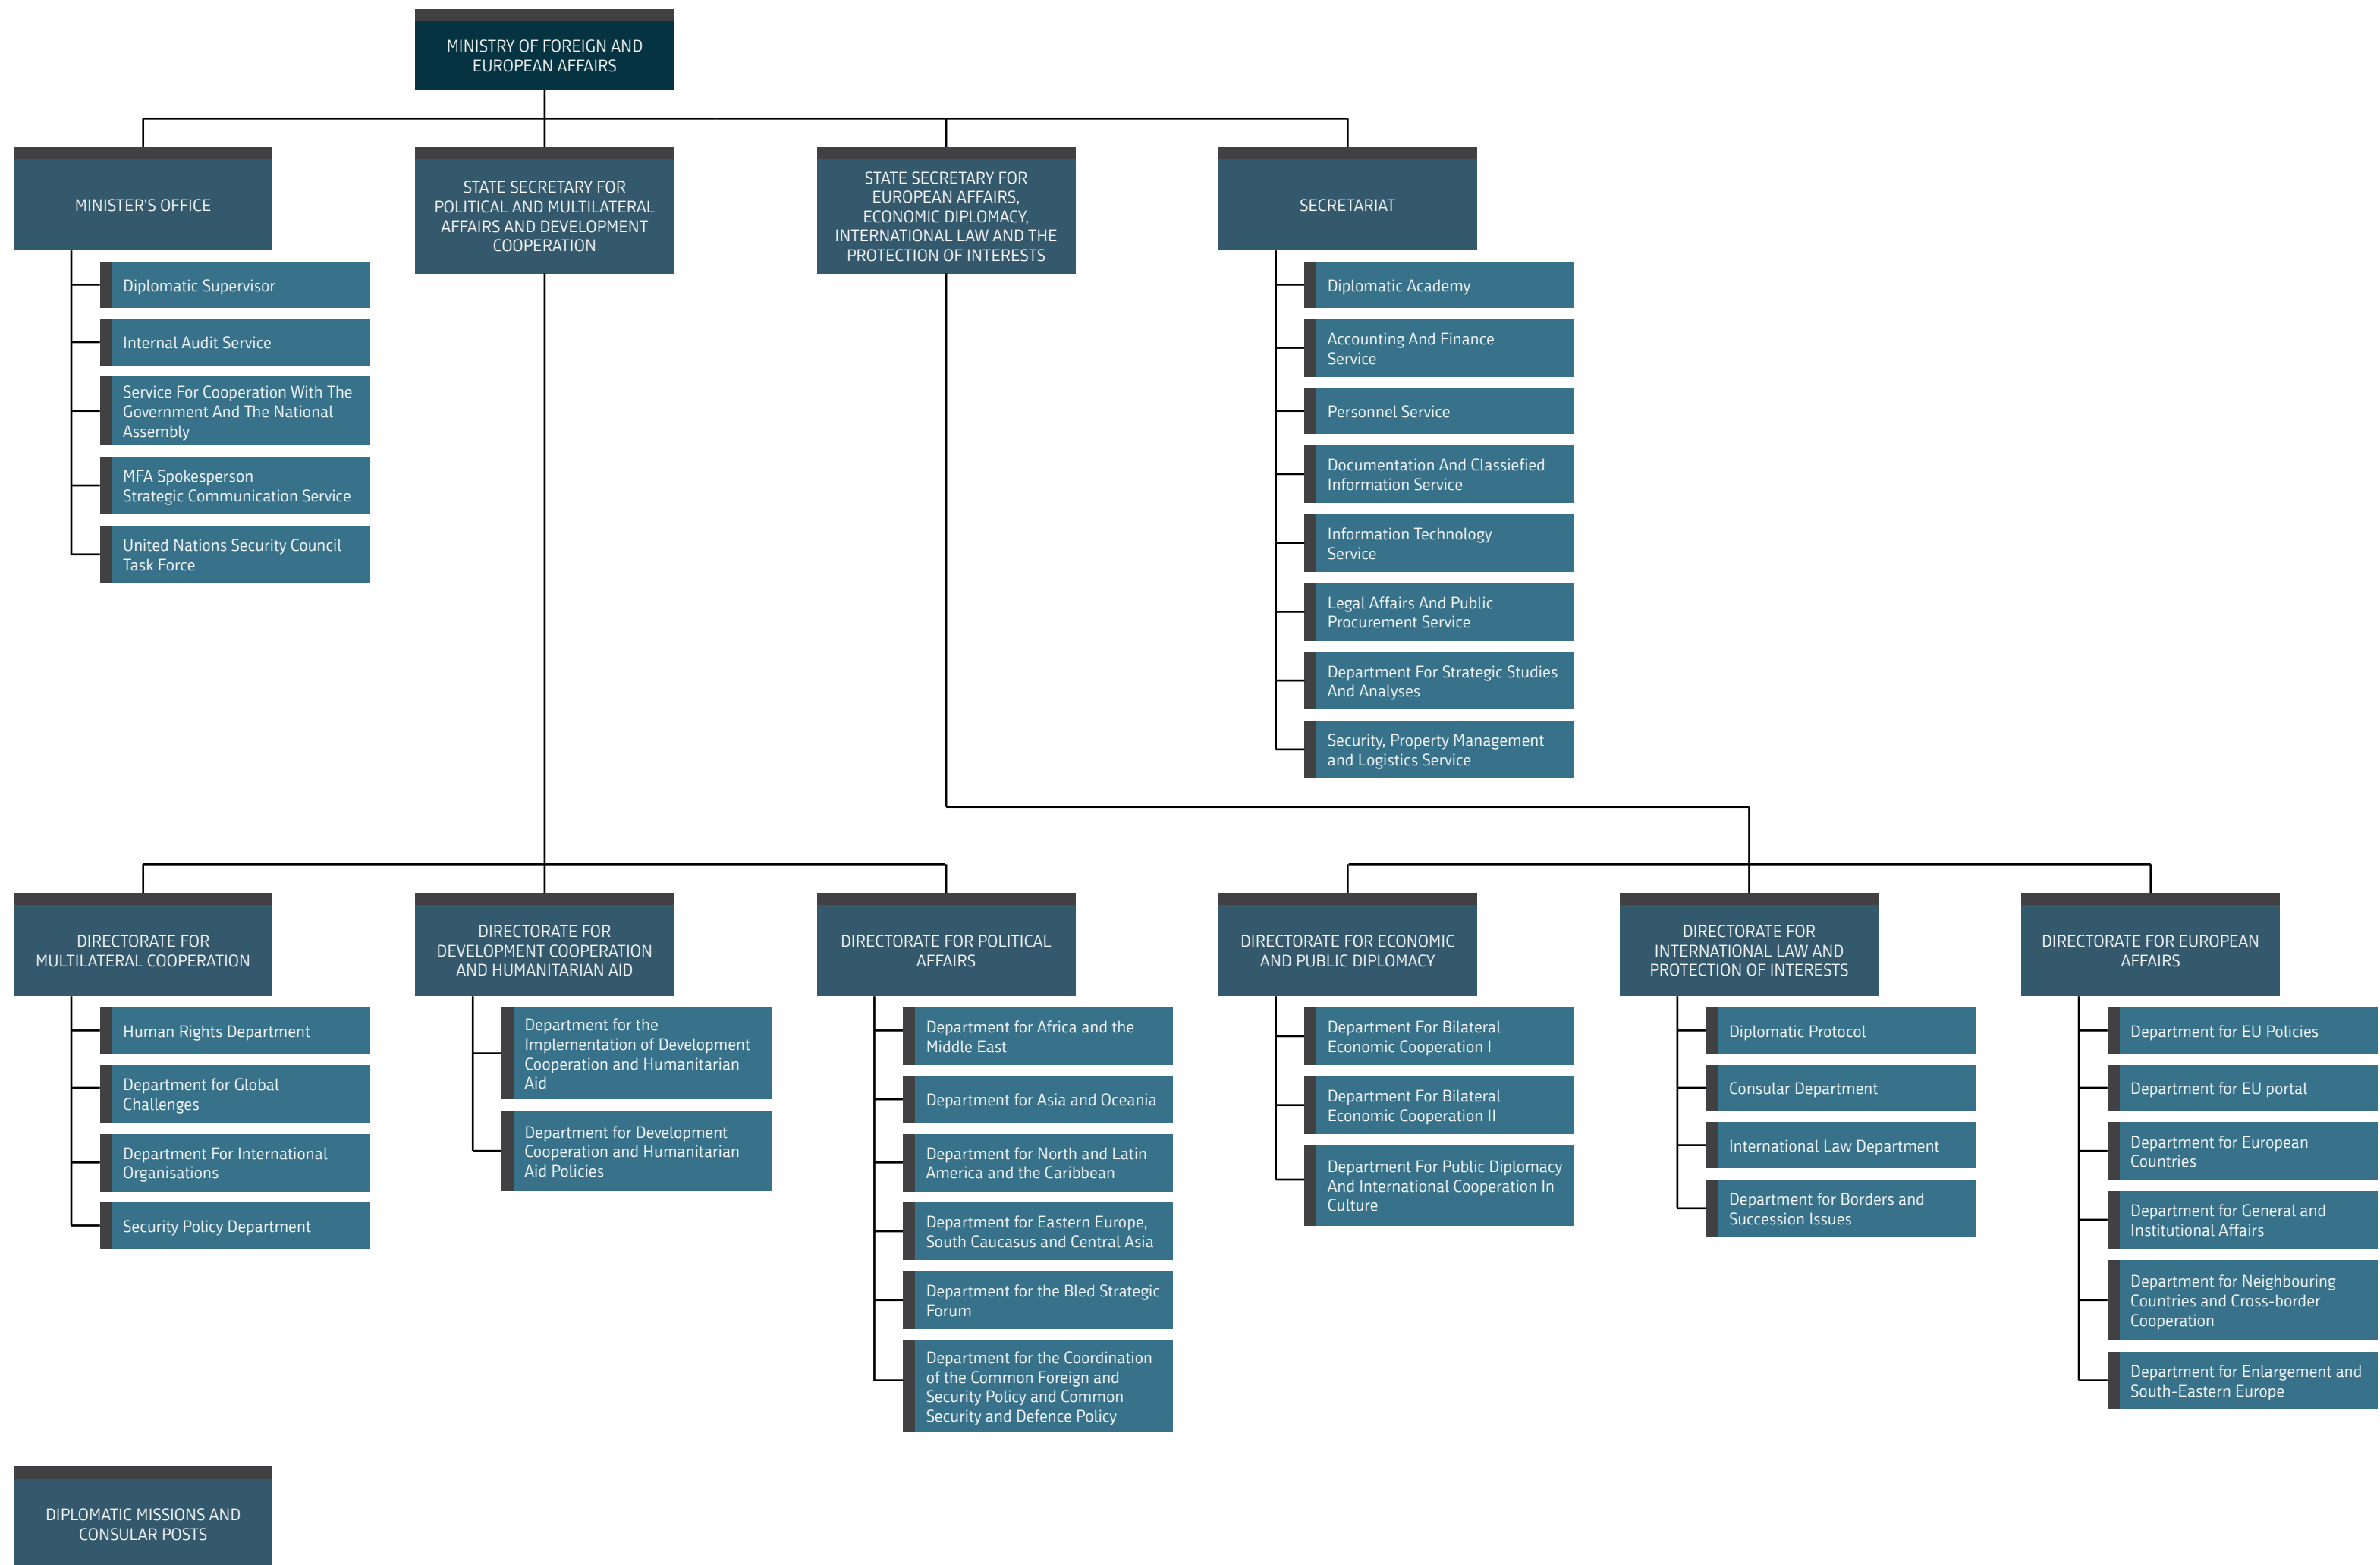 MINISTRY OF FOREIGN AND
EUROPEAN AFFAIRS
MINISTER'S OFFICE
Diplomatic Supervisor
Internal Audit Service
Service For Cooperation With The
Government And The National
Assembly
MFA Spokesperson
Strategic Communication Service
United Nations Security Council
Task Force
STATE SECRETARY FOR
POLITICAL AND MULTILATERAL
AFFAIRS AND DEVELOPMENT
COOPERATION
STATE SECRETARY FOR
EUROPEAN AFFAIRS,
ECONOMIC DIPLOMACY,
INTERNATIONAL LAW AND THE
PROTECTION OF INTERESTS
SECRETARIAT
Diplomatic Academy
Accounting And Finance
Service
Personnel Service
Documentation And Classiefied
Information Service
Information Technology
Service
Legal Affairs And Public
Procurement Service
Department For Strategic Studies
And Analyses
Security, Property Management
and Logistics Service
DIRECTORATE FOR
MULTILATERAL COOPERATION
Human Rights Department
Department for Global
Challenges
Department For International
Organisations
Security Policy Department
DIRECTORATE FOR
DEVELOPMENT COOPERATION
AND HUMANITARIAN AID
Department for the
Implementation of Development
Cooperation and Humanitarian
Aid
Department for Development
Cooperation and Humanitarian
Aid Policies
DIRECTORATE FOR POLITICAL
AFFAIRS
Department for Africa and the
Middle East
Department for Asia and Oceania
Department for North and Latin
America and the Caribbean
Department for Eastern Europe,
South Caucasus and Central Asia
Department for the Bled Strategic
Forum
Department for the Coordination
of the Common Foreign and
Security Policy and Common
Security and Defence Policy
DIRECTORATE FOR ECONOMIC
AND PUBLIC DIPLOMACY
Department For Bilateral
Economic Cooperation I
Department For Bilateral
Economic Cooperation II
Department For Public Diplomacy
And International Cooperation In
Culture
DIRECTORATE FOR
INTERNATIONAL LAW AND
PROTECTION OF INTERESTS
Diplomatic Protocol
Consular Department
International Law Department
Department for Borders and
Succession Issues
DIRECTORATE FOR EUROPEAN
AFFAIRS
Department for EU Policies
Department for EU portal
Department for European
Countries
Department for General and
Institutional Affairs
Department for Neighbouring
Countries and Cross-border
Cooperation
Department for Enlargement and
South-Eastern Europe
DIPLOMATIC MISSIONS AND
CONSULAR POSTS